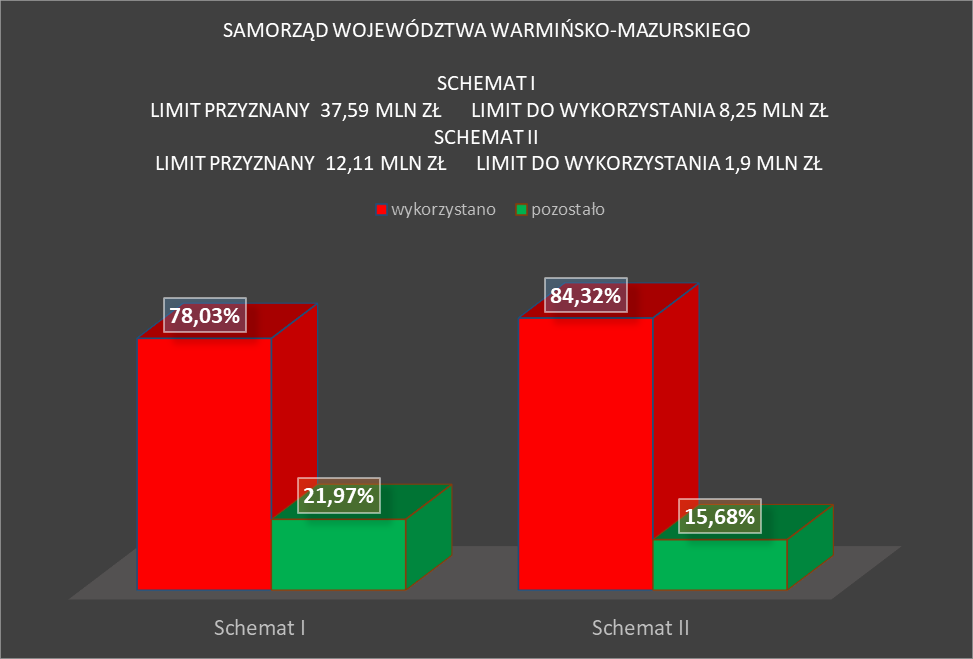 SAMORZĄD WOJEWÓDZTWA WARMIŃSKO-MAZURSKIEGO
SCHEMAT I
LIMIT PRZYZNANY 37,59 MLN ZŁ LIMIT DO WYKORZYSTANIA 8,25 MLN ZŁ
SCHEMAT II
LIMIT PRZYZNANY 12,11 MLN ZŁ LIMIT DO WYKORZYSTANIA 1,9 MLN ZŁ
wykorzystano pozostało
78,03%
84,32%
21,97%
15,68%
Schemat I Schemat II